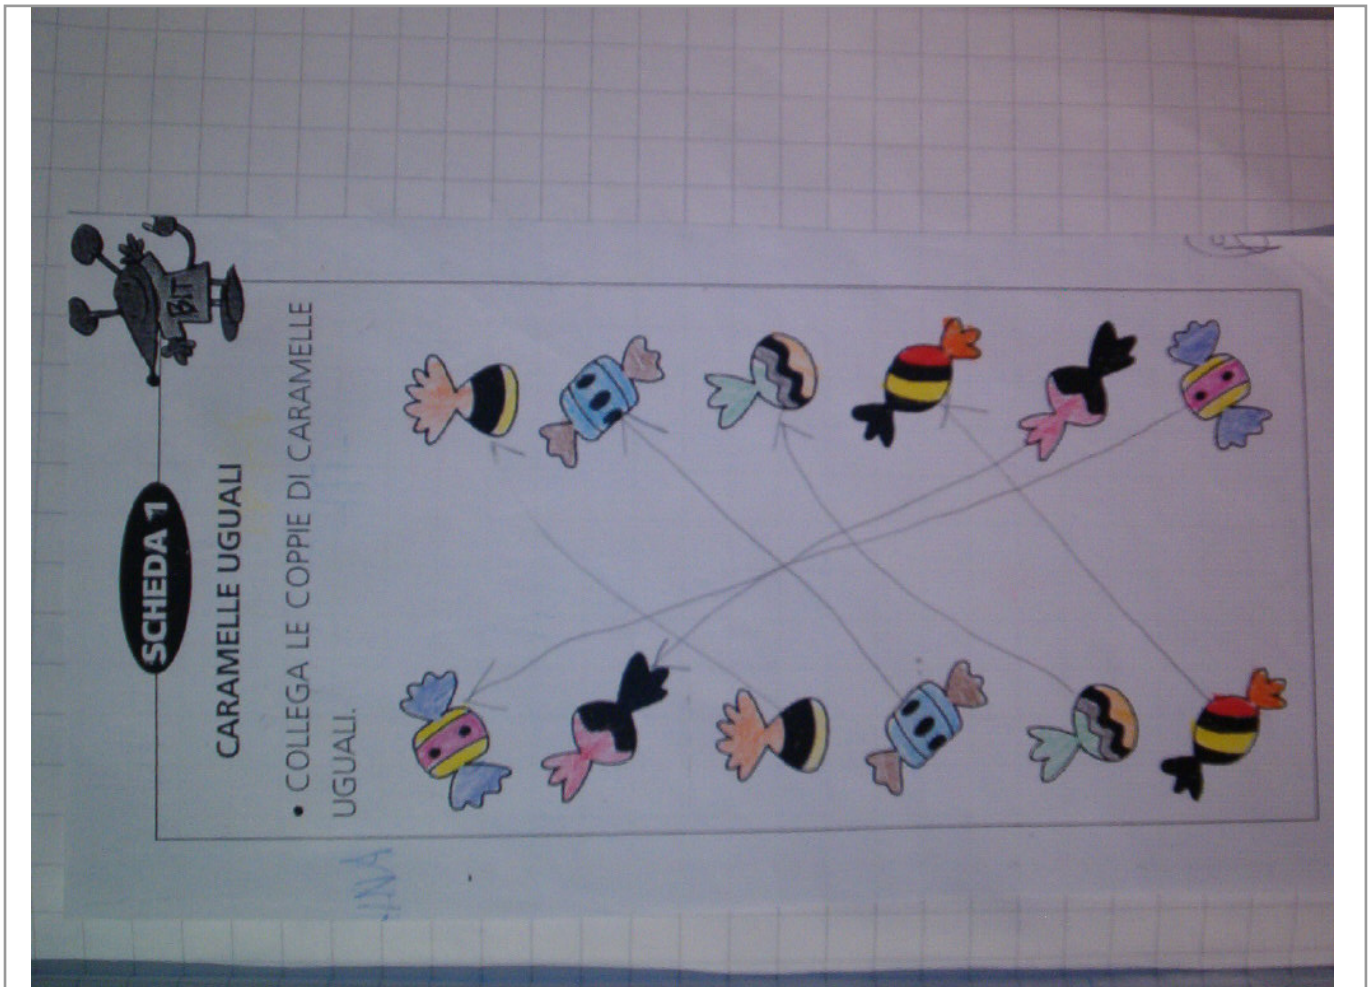 BIT
SCHEDA 1
CARAMELLE UGUALI
• COLLEGA LE COPPIE DI CARAMELLE
UGUALI.